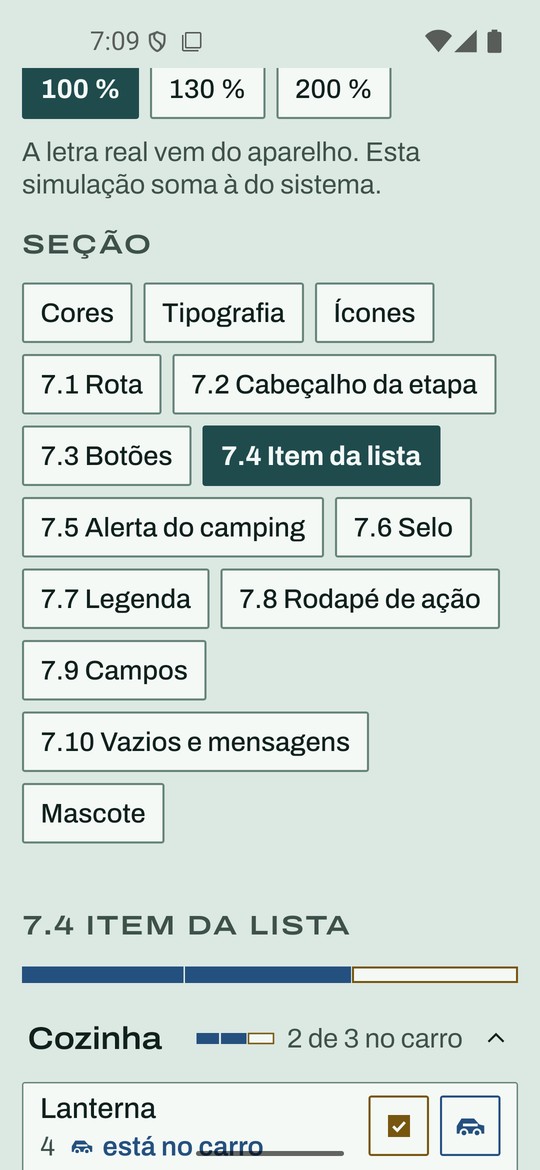 7:09
100 % 130 % 200 %
A letra real vem do aparelho. Esta
simulação soma à do sistema.
SEÇÃO
Cores Tipografia Ícones
7.1 Rota 7.2 Cabeçalho da etapa
7.3 Botões 7.4 Item da lista
7.5 Alerta do camping 7.6 Selo
7.7 Legenda 7.8 Rodapé de ação
7.9 Campos
7.10 Vazios e mensagens
Mascote
7.4 ITEM DA LISTA
Cozinha 2 de 3 no carro
Lanterna
4 está no carro